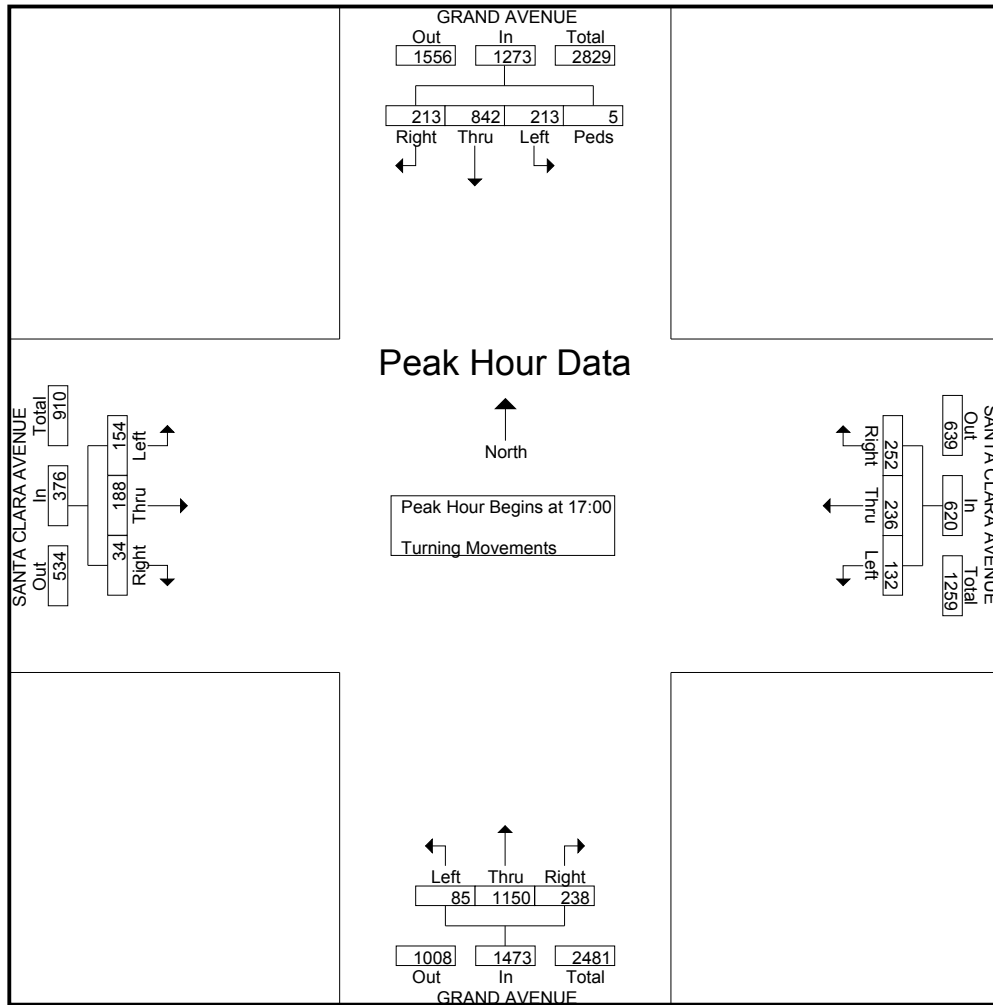 GRAND AVENUE
Out In Total
1556 1273 2829
213 842 213 5
Right Thru Left Peds
Peak Hour Data
North
Peak Hour Begins at 17:00
Turning Movements
SANTA CLARA AVENUE
Total In Out
910 376 534
154 188 34
Left Thru Right
SANTA CLARA AVENUE
Out In Total
639 620 1259
252 236 132
Right Thru Left
Left Thru Right
85 1150 238
1008 1473 2481
Out In Total
GRAND AVENUE